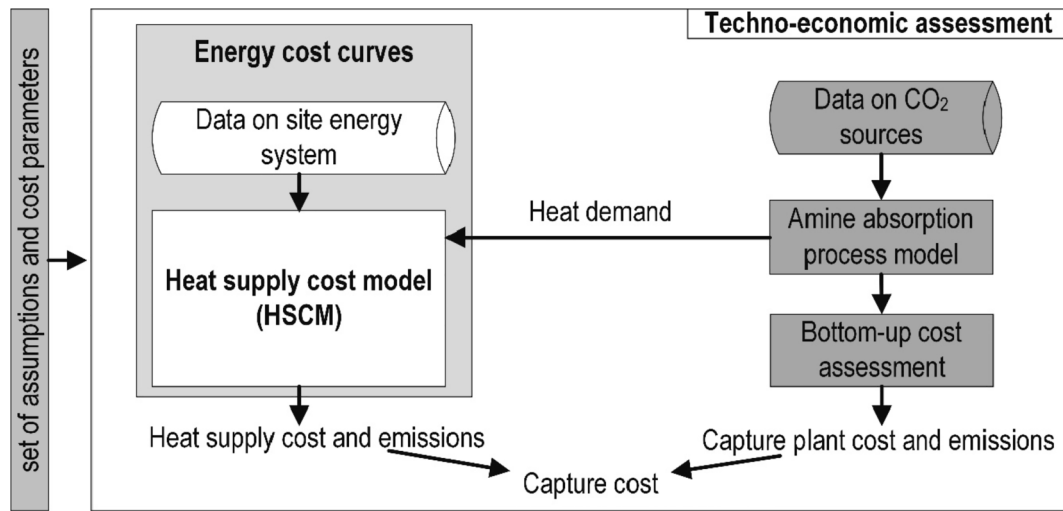 set of assumptions and cost parameters
Techno-economic assessment
Energy cost curves
Data on site energy
system
Heat supply cost model
(HSCM)
Heat supply cost and emissions
Heat demand
Data on CO₂
sources
Amine absorption
process model
Bottom-up cost
assessment
Capture plant cost and emissions
Capture cost